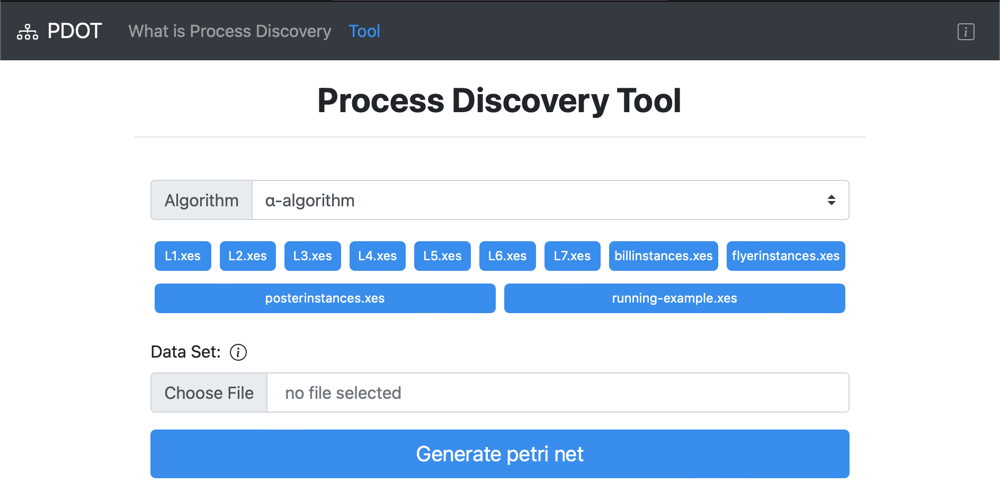 PDOT What is Process Discovery Tool i
Process Discovery Tool
Algorithm α-algorithm
L1.xes L2.xes L3.xes L4.xes L5.xes L6.xes L7.xes billinstances.xes flyerinstances.xes
posterinstances.xes running-example.xes
Data Set: i
Choose File no file selected
Generate petri net